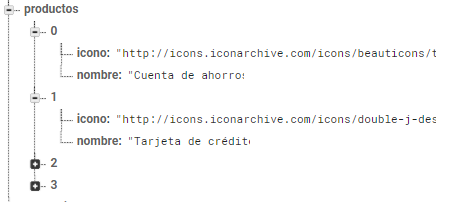 productos
0
icono: "http://icons.iconarchive.com/icons/beauticons/t
nombre: "Cuenta de ahorros
1
icono: "http://icons.iconarchive.com/icons/double-j-des
nombre: "Tarjeta de crédito
2
3